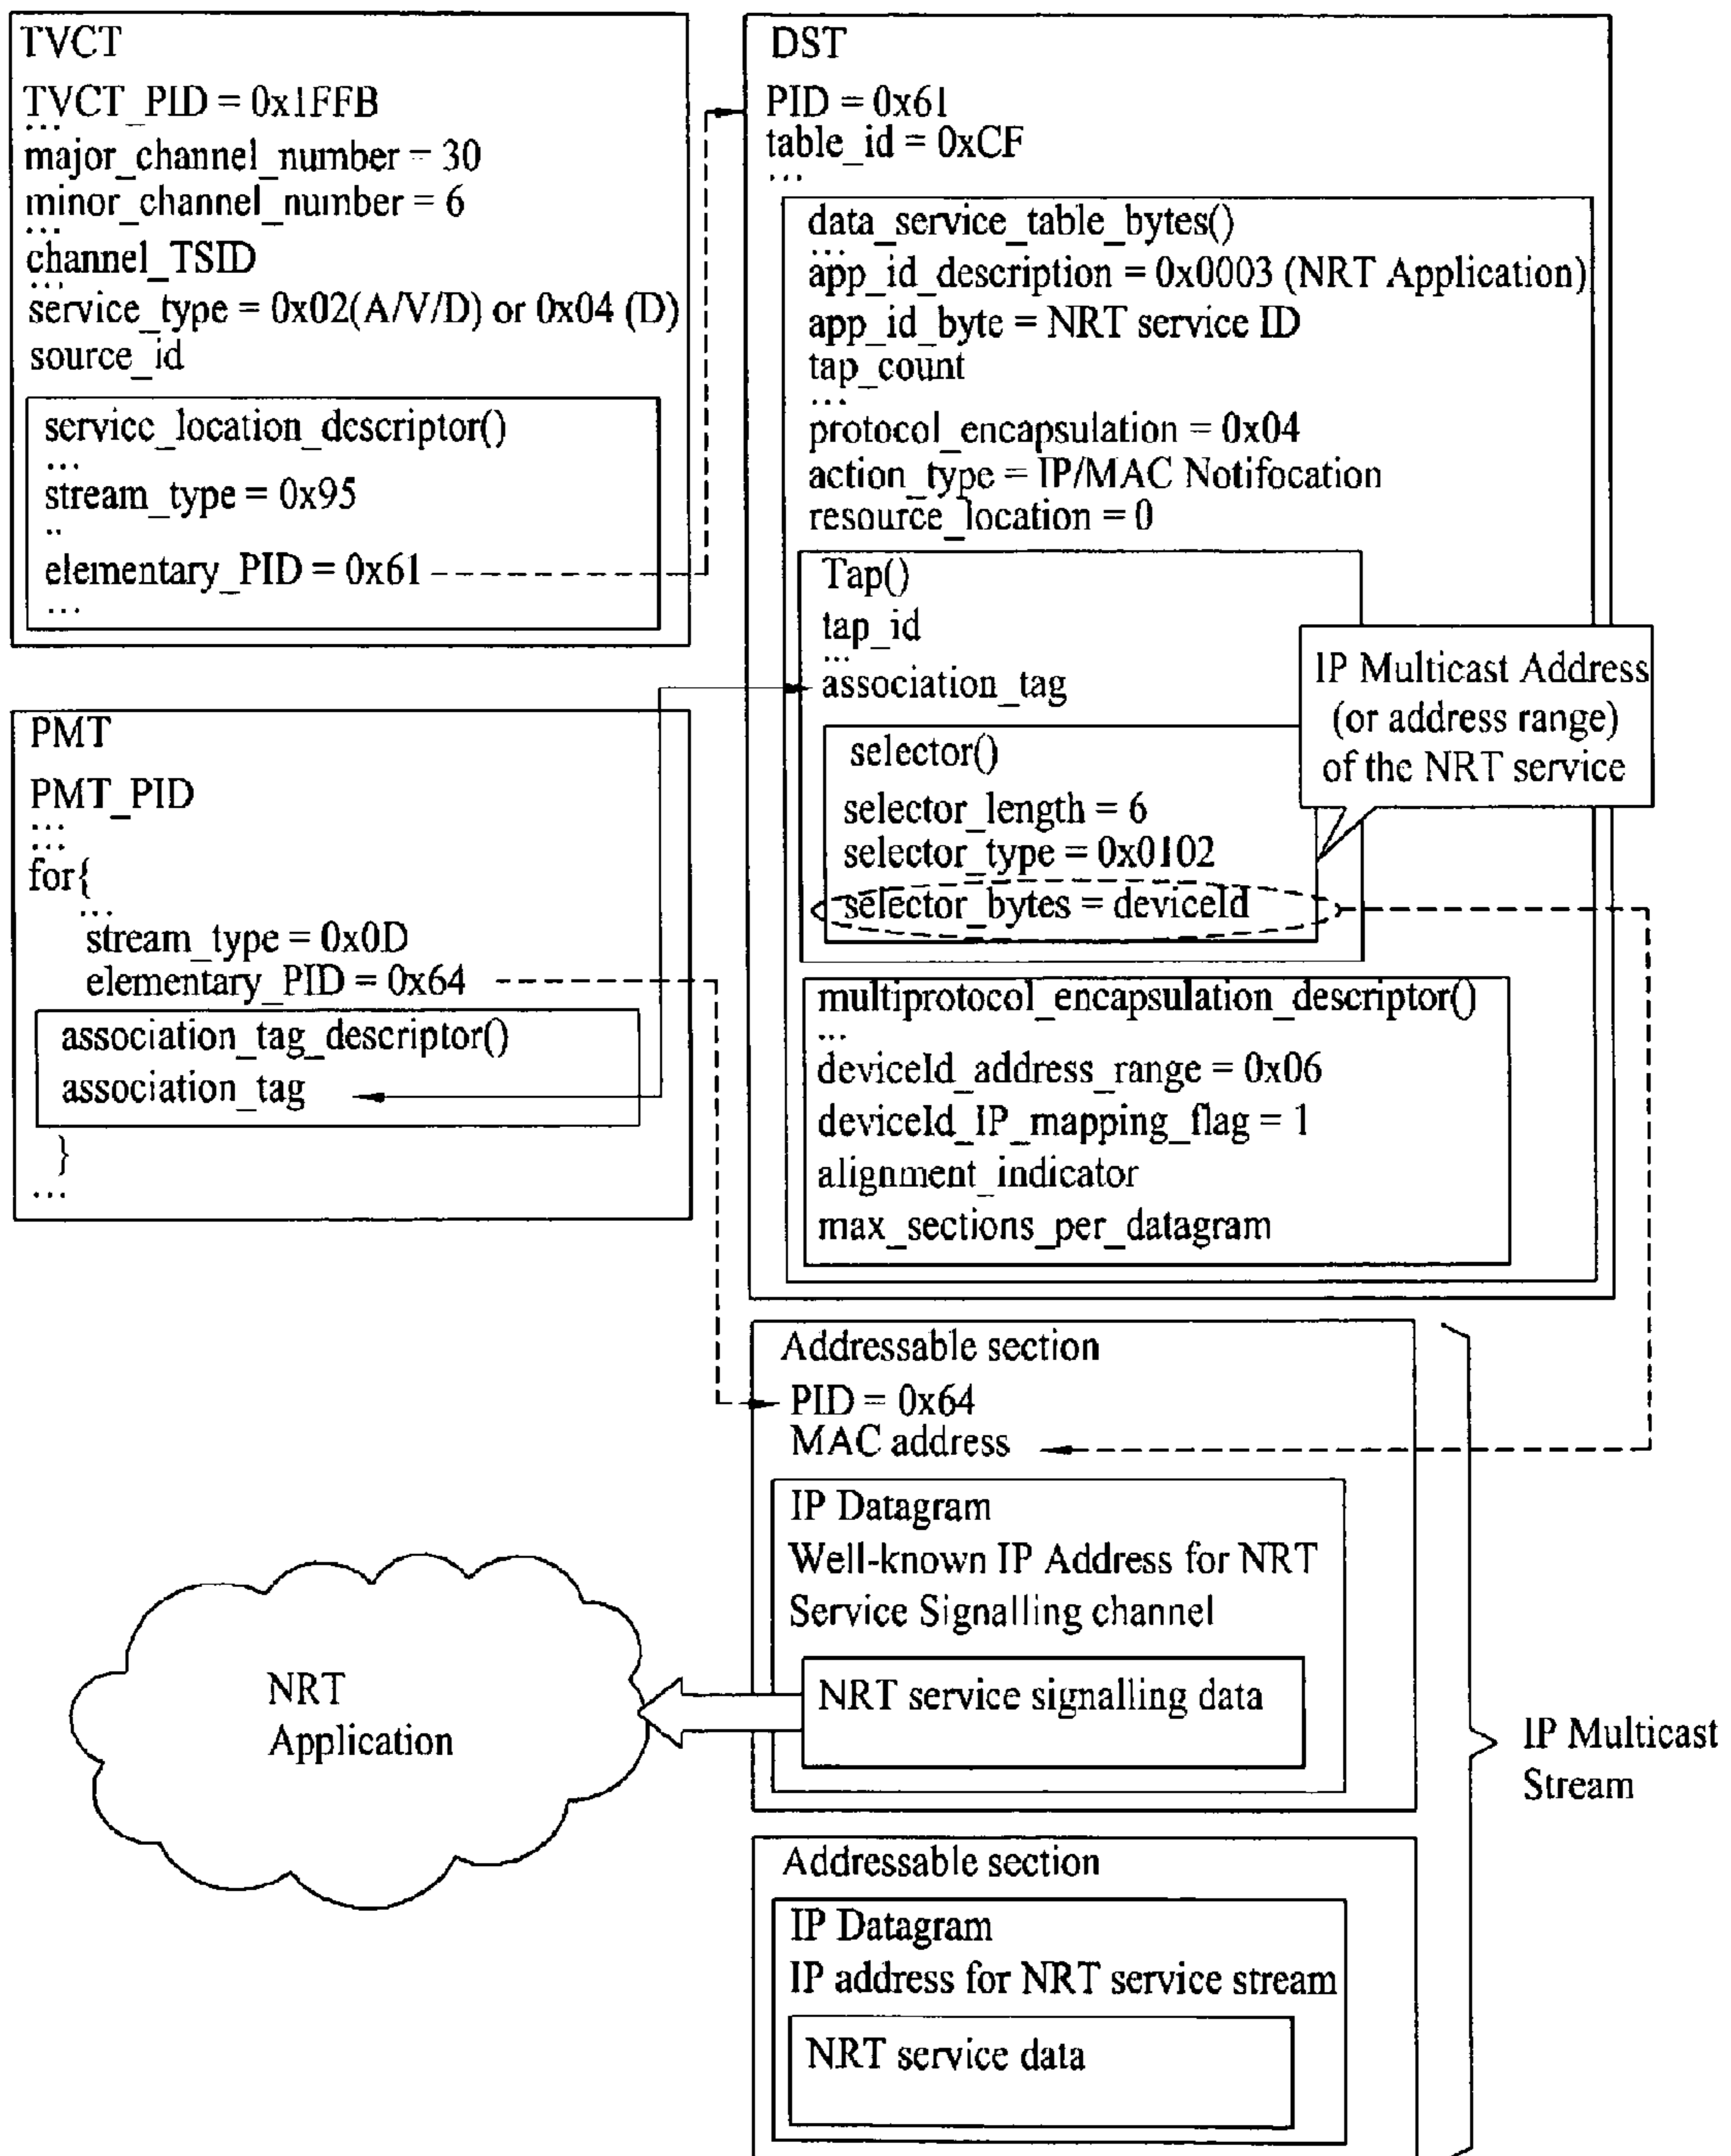 TVCT
TVCT_PID = 0x1FFB
...
major_channel_number = 30
minor_channel_number = 6
...
channel_TSID
...
service_type = 0x02(A/V/D) or 0x04 (D)
source_id
service_location_descriptor()
...
stream_type = 0x95
..
elementary_PID = 0x61
...
PMT
PMT_PID
...
...
for{
...
stream_type = 0x0D
elementary_PID = 0x64
association_tag_descriptor()
association_tag
}
...
DST
PID = 0x61
table_id = 0xCF
...
data_service_table_bytes()
...
app_id_description = 0x0003 (NRT Application)
app_id_byte = NRT service ID
tap_count
...
protocol_encapsulation = 0x04
action_type = IP/MAC Notifocation
resource_location = 0
Tap()
tap_id
...
association_tag
selector()
selector_length = 6
selector_type = 0x0102
selector_bytes = deviceId
IP Multicast Address
(or address range)
of the NRT service
multiprotocol_encapsulation_descriptor()
...
deviceId_address_range = 0x06
deviceId_IP_mapping_flag = 1
alignment_indicator
max_sections_per_datagram
Addressable section
PID = 0x64
MAC address
IP Datagram
Well-known IP Address for NRT
Service Signalling channel
NRT service signalling data
NRT
Application
IP Multicast
Stream
Addressable section
IP Datagram
IP address for NRT service stream
NRT service data